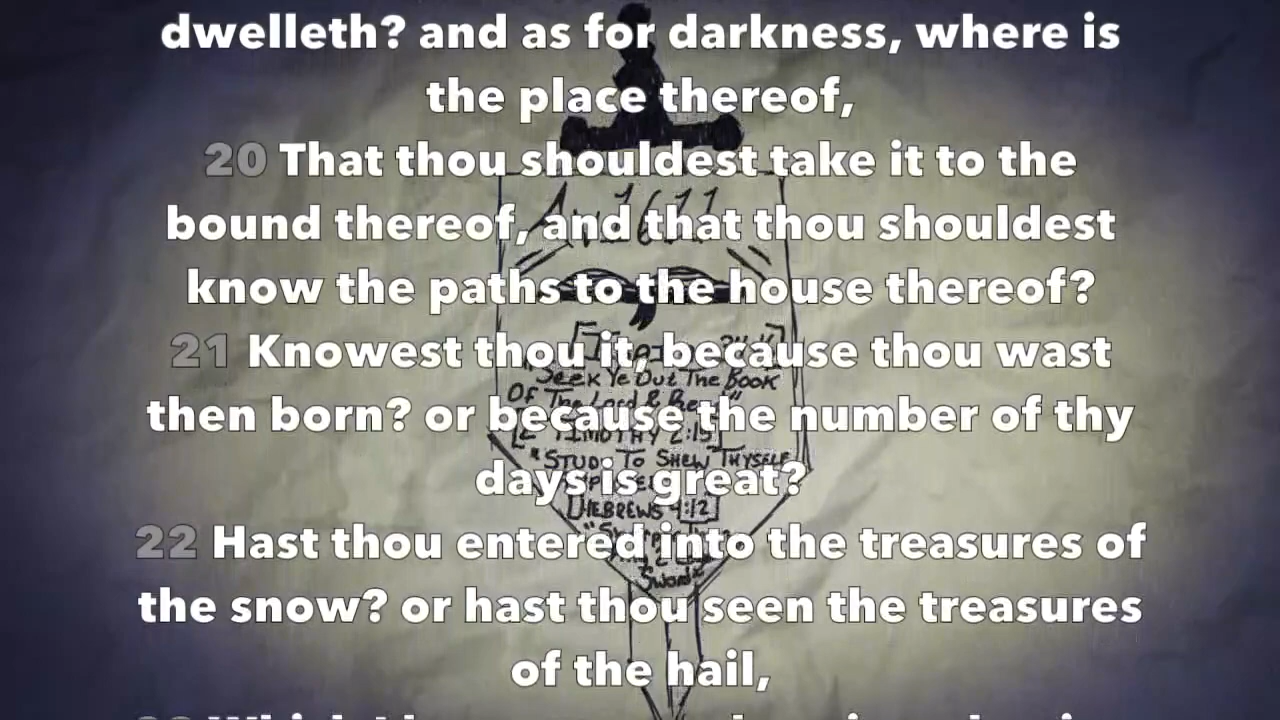 dwelleth? and as for darkness, where is
the place thereof,
20 That thou shouldest take it to the
bound thereof, and that thou shouldest
know the paths to the house thereof?
21 Knowest thou it, because thou wast
then born? or because the number of thy
days is great?
22 Hast thou entered into the treasures of
the snow? or hast thou seen the treasures
of the hail,
Av1611
"Seek Ye Out The Book
Of The Lord &
TIMOTHY 2:15]
"STUDY TO SHEW THYSELF
[HEBREWS 4:12]
Sword"